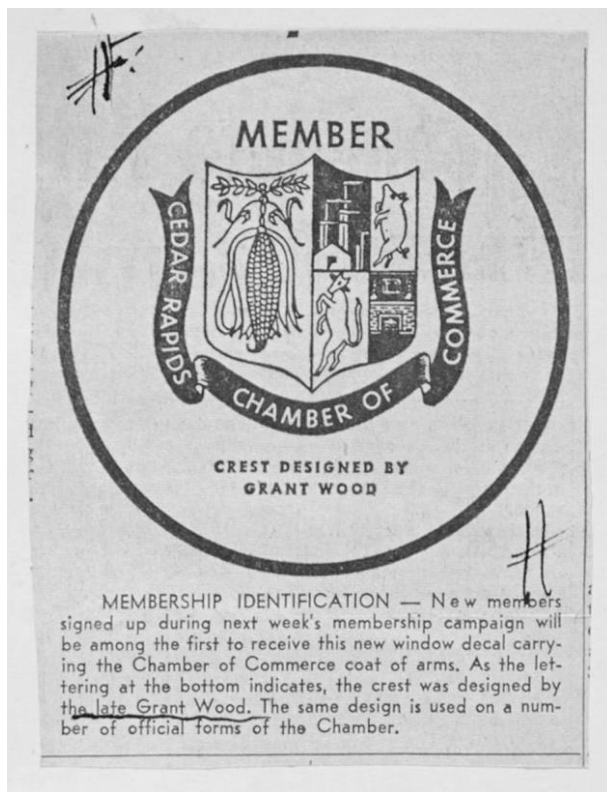 MEMBER
CEDAR RAPIDS
CHAMBER OF
COMMERCE
CREST DESIGNED BY
GRANT WOOD
MEMBERSHIP IDENTIFICATION — New members
signed up during next week's membership campaign will
be among the first to receive this new window decal carry-
ing the Chamber of Commerce coat of arms. As the let-
tering at the bottom indicates, the crest was designed by
the late Grant Wood. The same design is used on a num-
ber of official forms of the Chamber.